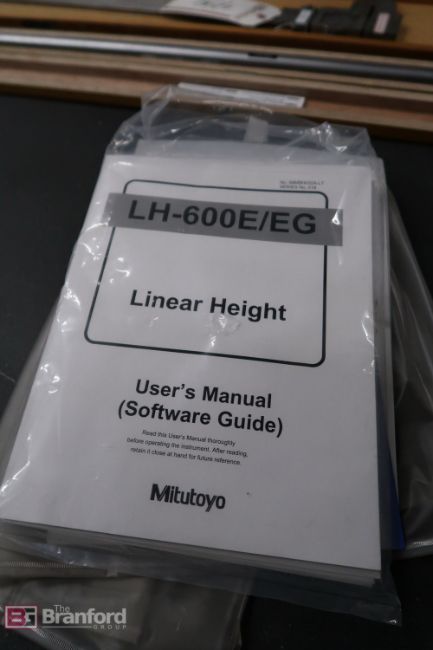 LH-600E/EG
Linear Height
User's Manual
(Software Guide)
Read this User's Manual thoroughly
before operating the instrument. After reading,
retain it close at hand for future reference.
Mitutoyo
The
Branford
GROUP